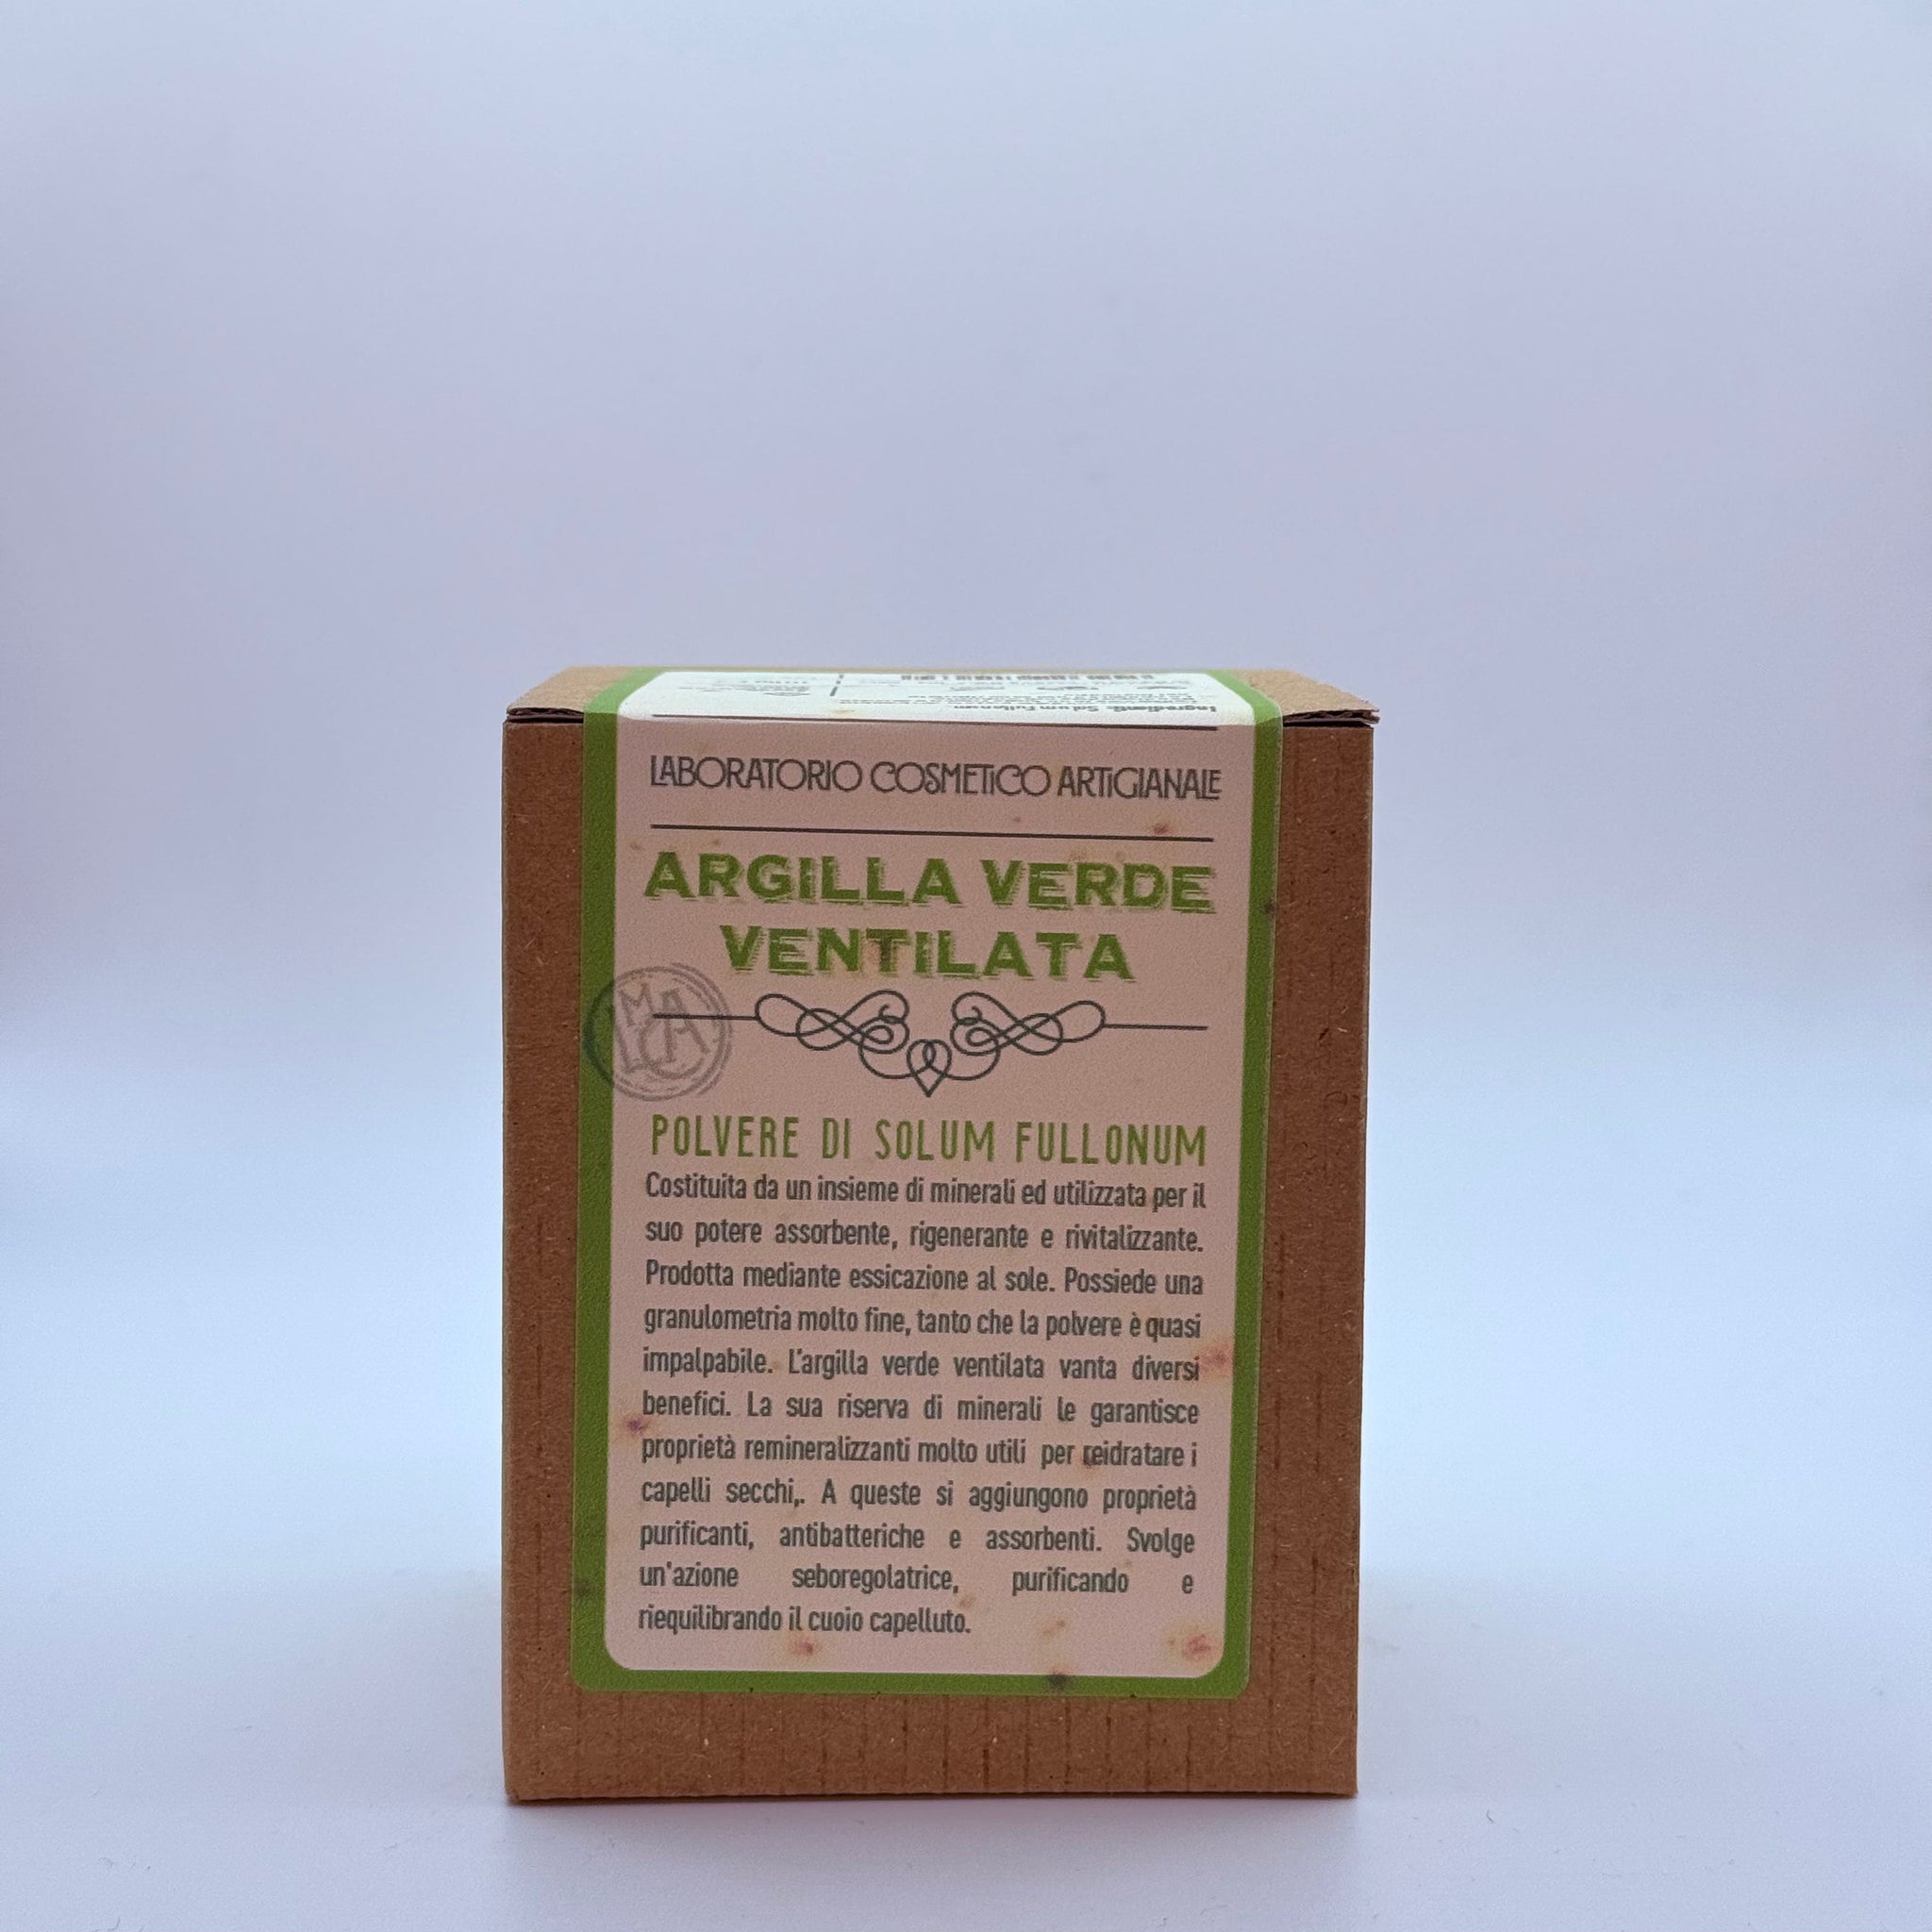 Ingredienti: Solum Fullonum
LABORATORIO COSMETICO ARTIGIANALE
ARGILLA VERDE
VENTILATA
POLVERE DI SOLUM FULLONUM
Costituita da un insieme di minerali ed utilizzata per il
suo potere assorbente, rigenerante e rivitalizzante.
Prodotta mediante essicazione al sole. Possiede una
granulometria molto fine, tanto che la polvere è quasi
impalpabile. L'argilla verde ventilata vanta diversi
benefici. La sua riserva di minerali le garantisce
proprietà remineralizzanti molto utili per reidratare i
capelli secchi,. A queste si aggiungono proprietà
purificanti, antibatteriche e assorbenti. Svolge
un'azione seboregolatrice, purificando e
riequilibrando il cuoio capelluto.